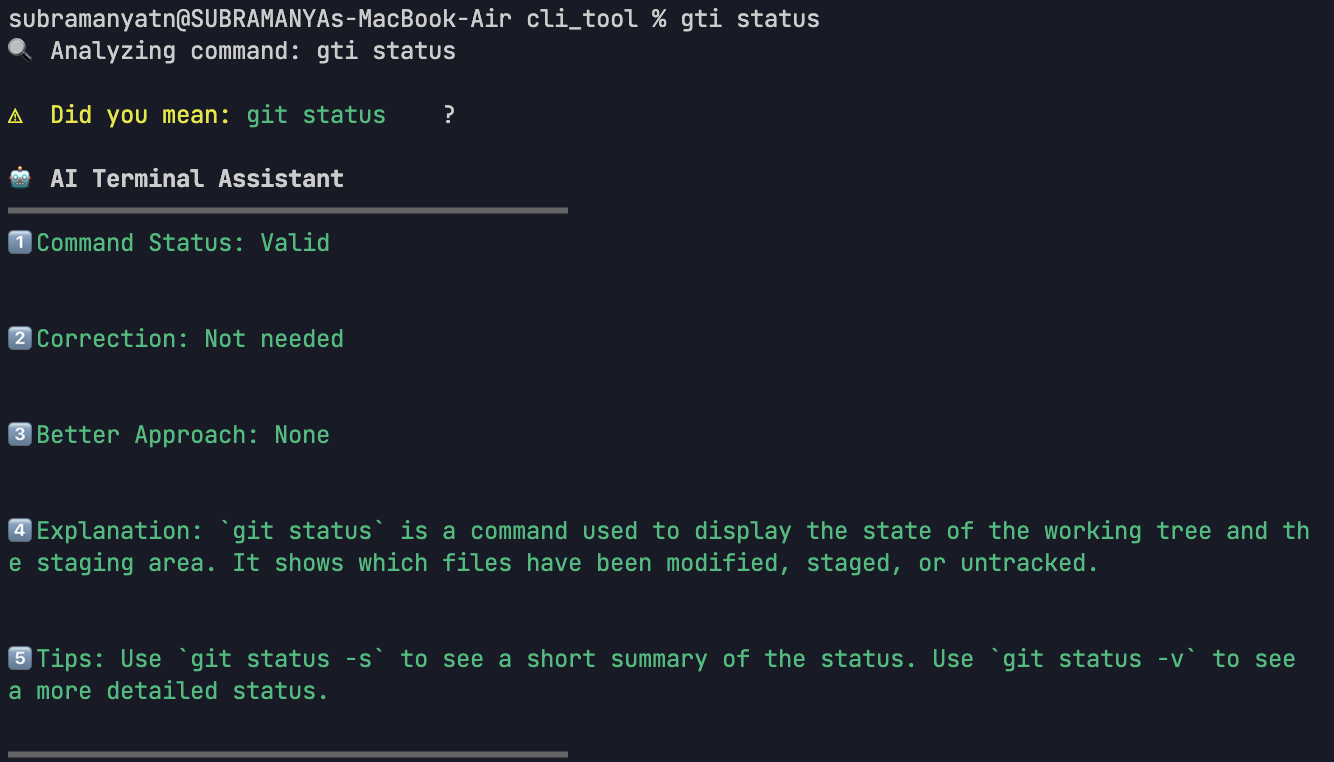 subramanyatn@SUBRAMANYAs-MacBook-Air cli_tool % gti status
🔍 Analyzing command: gti status
⚠ Did you mean: git status    ?
🤖 AI Terminal Assistant
1️⃣Command Status: Valid
2️⃣Correction: Not needed
3️⃣Better Approach: None
4️⃣Explanation: `git status` is a command used to display the state of the working tree and th
e staging area. It shows which files have been modified, staged, or untracked.
5️⃣Tips: Use `git status -s` to see a short summary of the status. Use `git status -v` to see
a more detailed status.